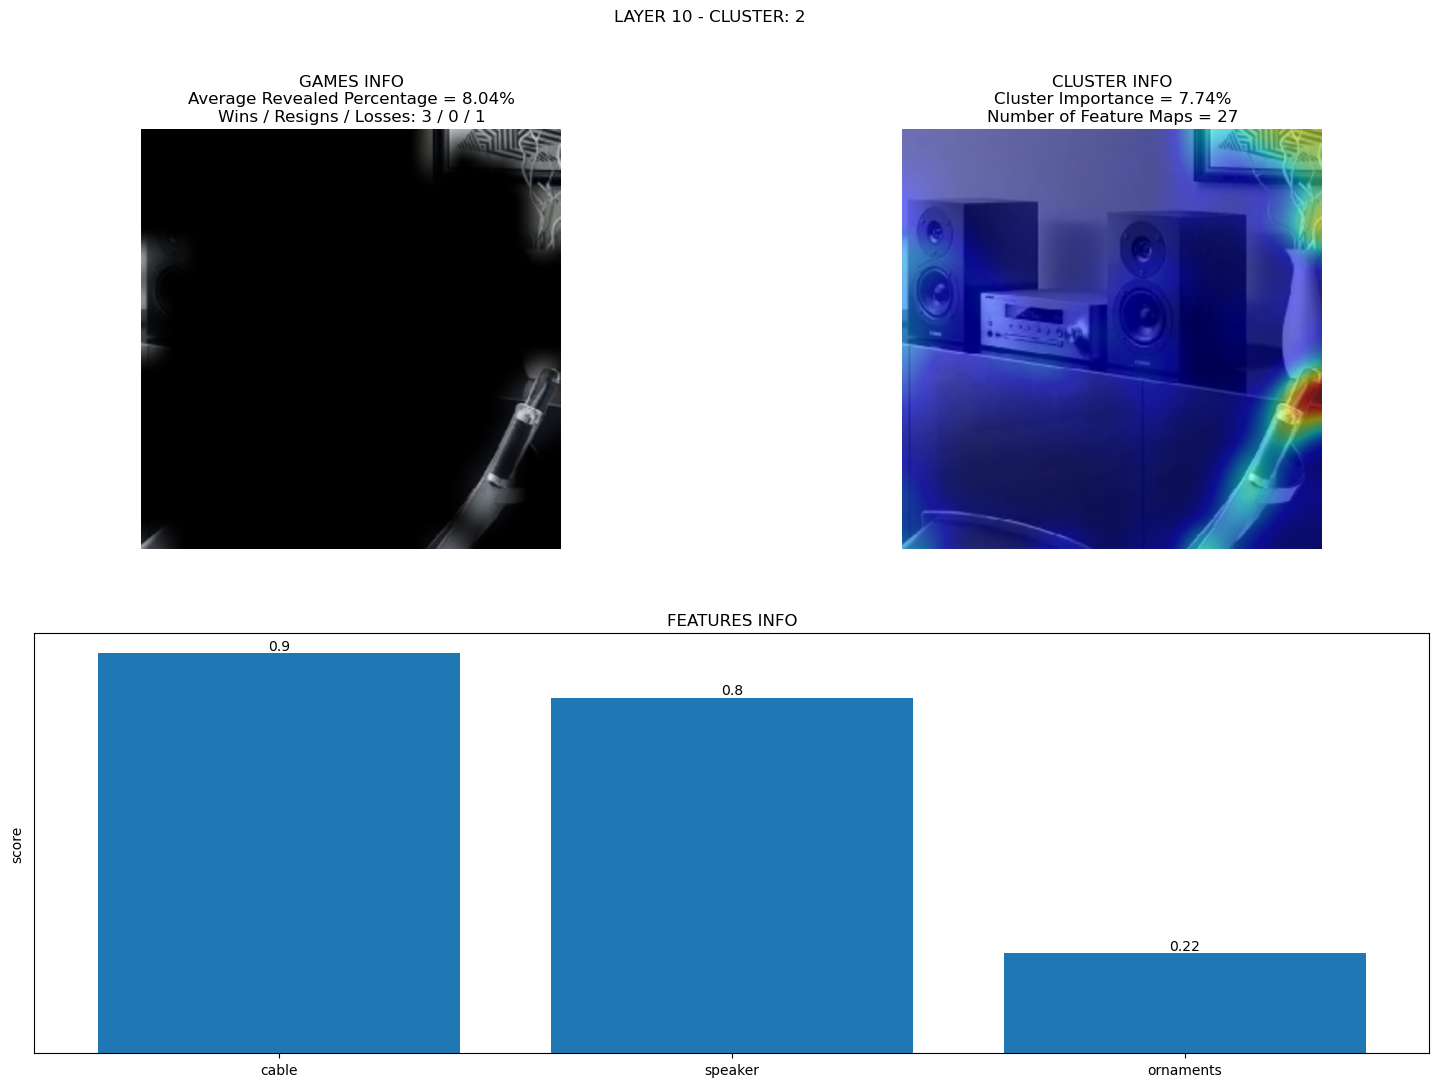 LAYER 10 - CLUSTER: 2
GAMES INFO
Average Revealed Percentage = 8.04%
Wins / Resigns / Losses: 3 / 0 / 1
CLUSTER INFO
Cluster Importance = 7.74%
Number of Feature Maps = 27
FEATURES INFO
score
0.9
0.8
0.22
cable
speaker
ornaments